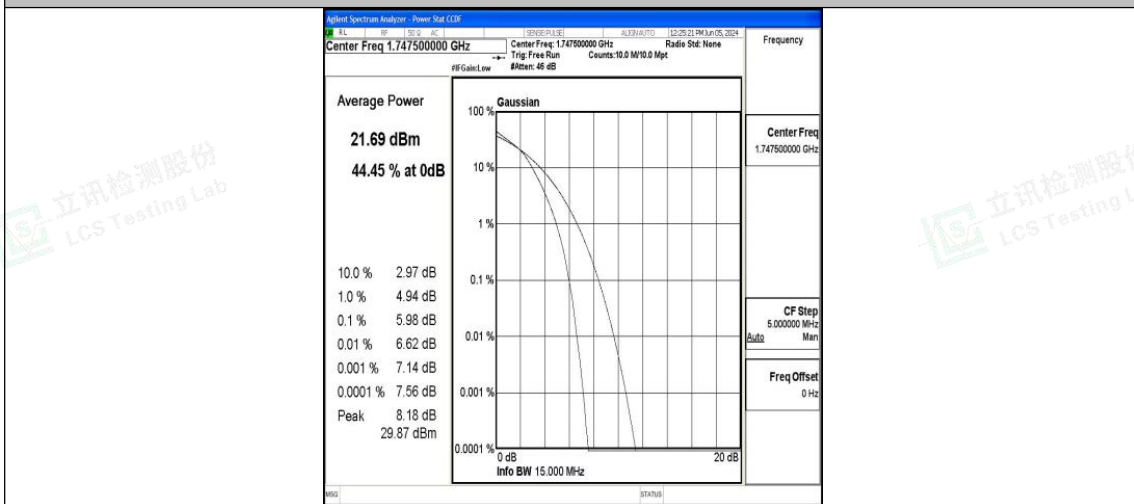 Agilent Spectrum Analyzer - Power Stat CCDF
RL RF 50 Ω AC SENSE:PULSE ALIGN AUTO 12:25:21 PM Jun 05, 2024
Center Freq 1.747500000 GHz
Center Freq: 1.747500000 GHz Radio Std: None
Trig: Free Run Counts:10.0 M/10.0 Mpt
#IFGain:Low #Atten: 46 dB
Frequency
Average Power
21.69 dBm
44.45 % at 0dB
10.0 % 2.97 dB
1.0 % 4.94 dB
0.1 % 5.98 dB
0.01 % 6.62 dB
0.001 % 7.14 dB
0.0001 % 7.56 dB
Peak 8.18 dB
29.87 dBm
Gaussian
100 %
10 %
1 %
0.1 %
0.01 %
0.001 %
0.0001 %
0 dB 20 dB
Info BW 15.000 MHz
Center Freq
1.747500000 GHz
CF Step
5.000000 MHz
Auto Man
Freq Offset
0 Hz
MSG STATUS
立讯检测股份
LCS Testing Lab
立讯检测股份
LCS Testing L